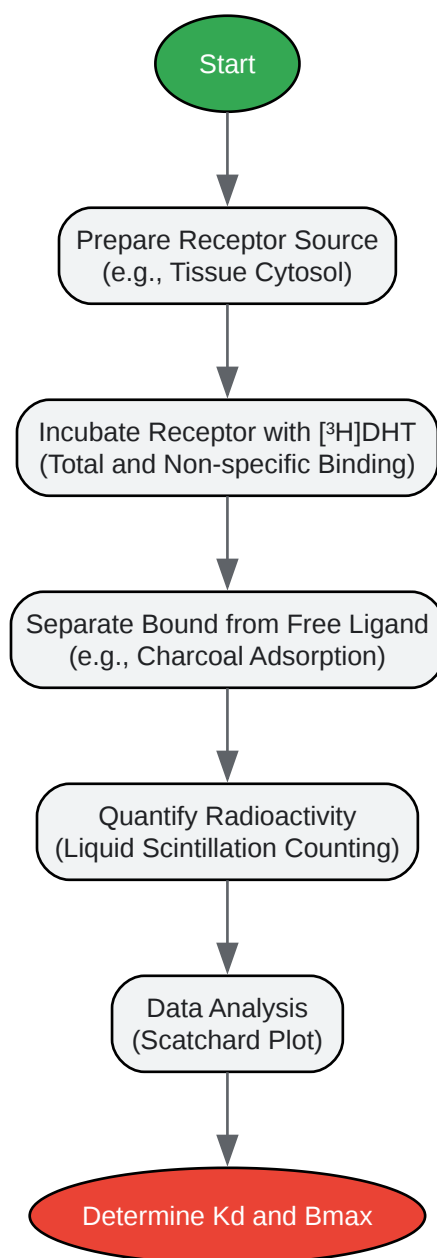 Start
Prepare Receptor Source
(e.g., Tissue Cytosol)
Incubate Receptor with [³H]DHT
(Total and Non-specific Binding)
Separate Bound from Free Ligand
(e.g., Charcoal Adsorption)
Quantify Radioactivity
(Liquid Scintillation Counting)
Data Analysis
(Scatchard Plot)
Determine Kd and Bmax